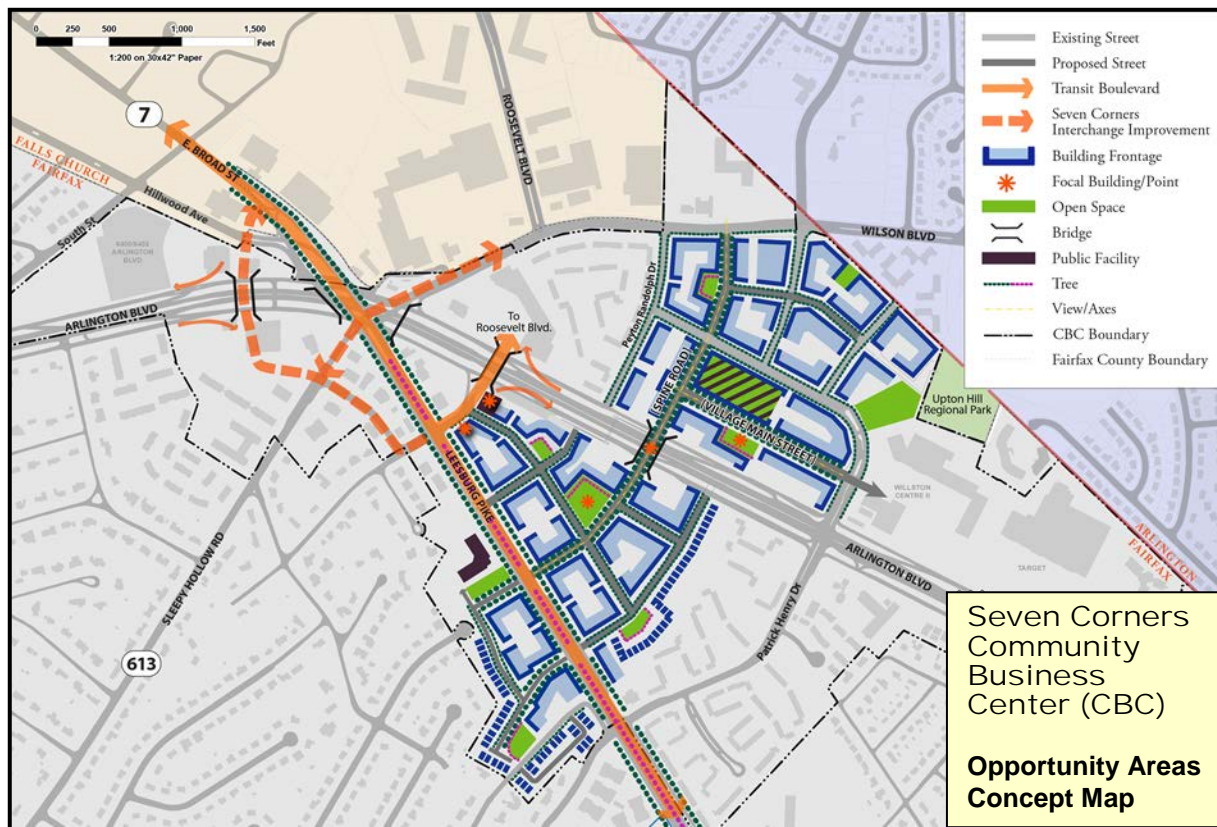 0 250 500 1,000 1,500
Feet
1:200 on 30x42" Paper
7
E. BROAD ST
FALLS CHURCH
FAIRFAX
Hillwood Ave
South St
ARLINGTON
BLVD
ARLINGTON BLVD
ROOSEVELT BLVD
WILSON BLVD
To
Roosevelt Blvd.
Peyton Randolph Dr
(SPINE ROAD)
(VILLAGE MAIN STREET)
Upton Hill
Regional Park
WILLSTON
CENTRE II
TARGET
ARLINGTON BLVD
ARLINGTON
FAIRFAX
LEESBURG PIKE
SLEEPY HOLLOW RD
Patrick Henry Dr
613
Existing Street
Proposed Street
Transit Boulevard
Seven Corners
Interchange Improvement
Building Frontage
Focal Building/Point
Open Space
Bridge
Public Facility
Tree
View/Axes
CBC Boundary
Fairfax County Boundary
Seven Corners
Community
Business
Center (CBC)
Opportunity Areas
Concept Map